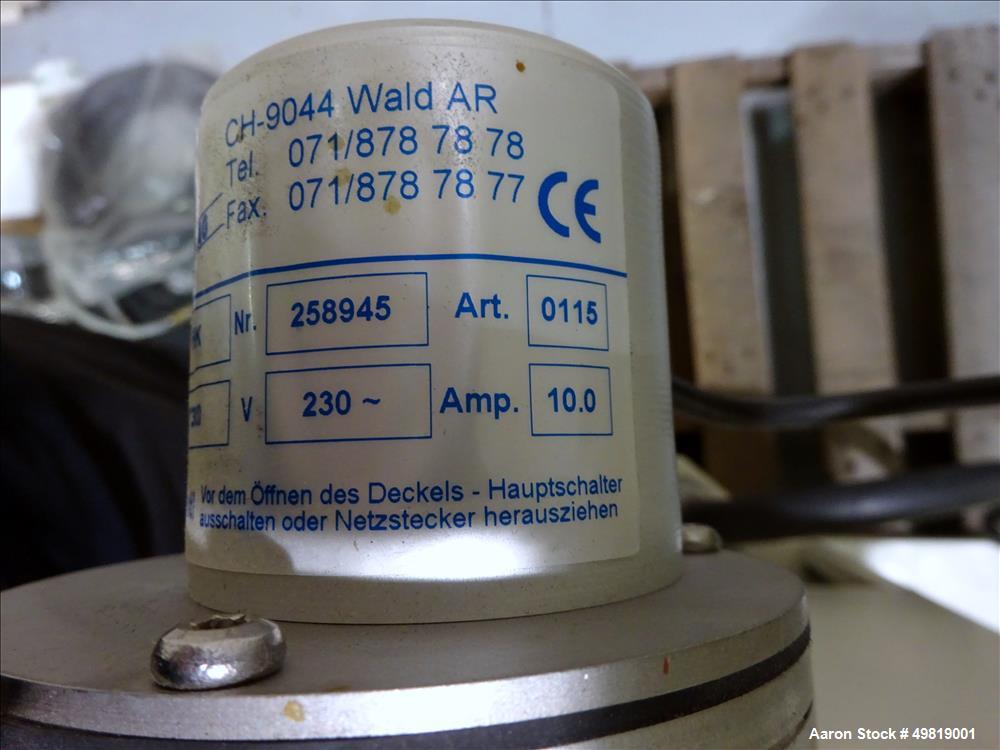 CH-9044 Wald AR
Tel. 071/878 78 78
Fax. 071/878 78 77
CE
Nr. 258945 Art. 0115
V 230 ~ Amp. 10.0
Vor dem Öffnen des Deckels - Hauptschalter
ausschalten oder Netzstecker herausziehen
Aaron Stock # 49819001